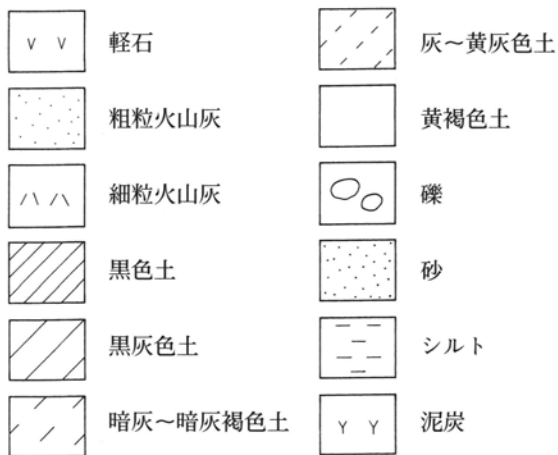 軽石
粗粒火山灰
細粒火山灰
黒色土
黒灰色土
暗灰～暗灰褐色土
灰～黄灰色土
黄褐色土
礫
砂
シルト
泥炭